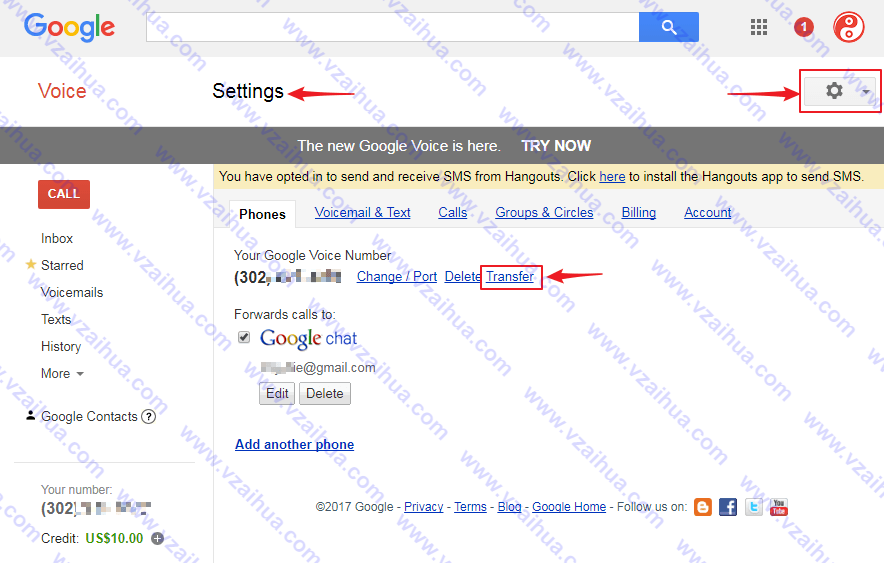 Google
1
Voice
Settings
The new Google Voice is here. TRY NOW
You have opted in to send and receive SMS from Hangouts. Click here to install the Hangouts app to send SMS.
CALL
Phones
Voicemail & Text
Calls
Groups & Circles
Billing
Account
Inbox
Starred
Voicemails
Texts
History
More
Google Contacts ?
Your Google Voice Number
(302)
Change / Port Delete Transfer
Forwards calls to:
Google chat
ie@gmail.com
Edit Delete
Add another phone
Your number:
(302)
Credit: US$10.00
©2017 Google - Privacy - Terms - Blog - Google Home - Follow us on:
You Tube
www.vzaihua.com